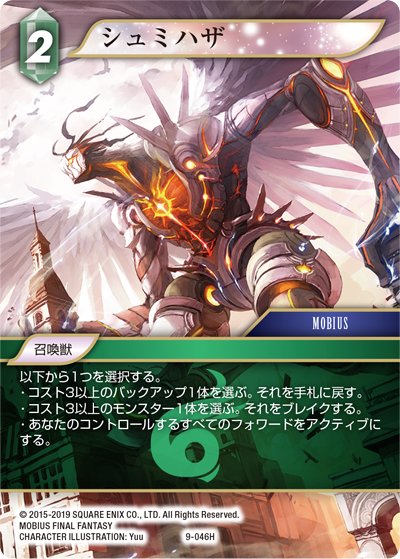 2
シュミハザ
MOBIUS
召喚獣
以下から1つを選択する。
・コスト3以上のバックアップ1体を選ぶ。それを手札に戻す。
・コスト3以上のモンスター1体を選ぶ。それをブレイクする。
・あなたのコントロールするすべてのフォワードをアクティブに
する。
© 2015-2019 SQUARE ENIX CO., LTD. All Rights Reserved.
MOBIUS FINAL FANTASY
CHARACTER ILLUSTRATION: Yuu
9-046H